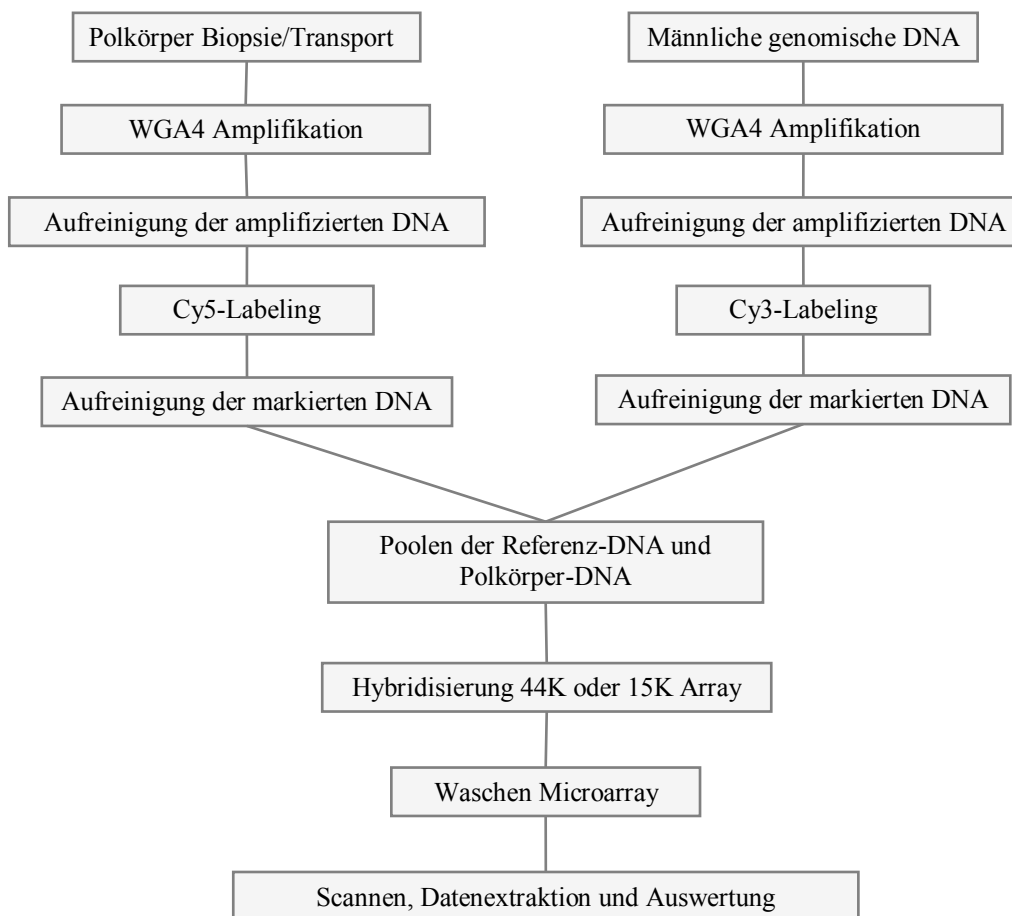 Polkörper Biopsie/Transport
Männliche genomische DNA
WGA4 Amplifikation
WGA4 Amplifikation
Aufreinigung der amplifizierten DNA
Aufreinigung der amplifizierten DNA
Cy5-Labeling
Cy3-Labeling
Aufreinigung der markierten DNA
Aufreinigung der markierten DNA
Poolen der Referenz-DNA und
Polkörper-DNA
Hybridisierung 44K oder 15K Array
Waschen Microarray
Scannen, Datenextraktion und Auswertung